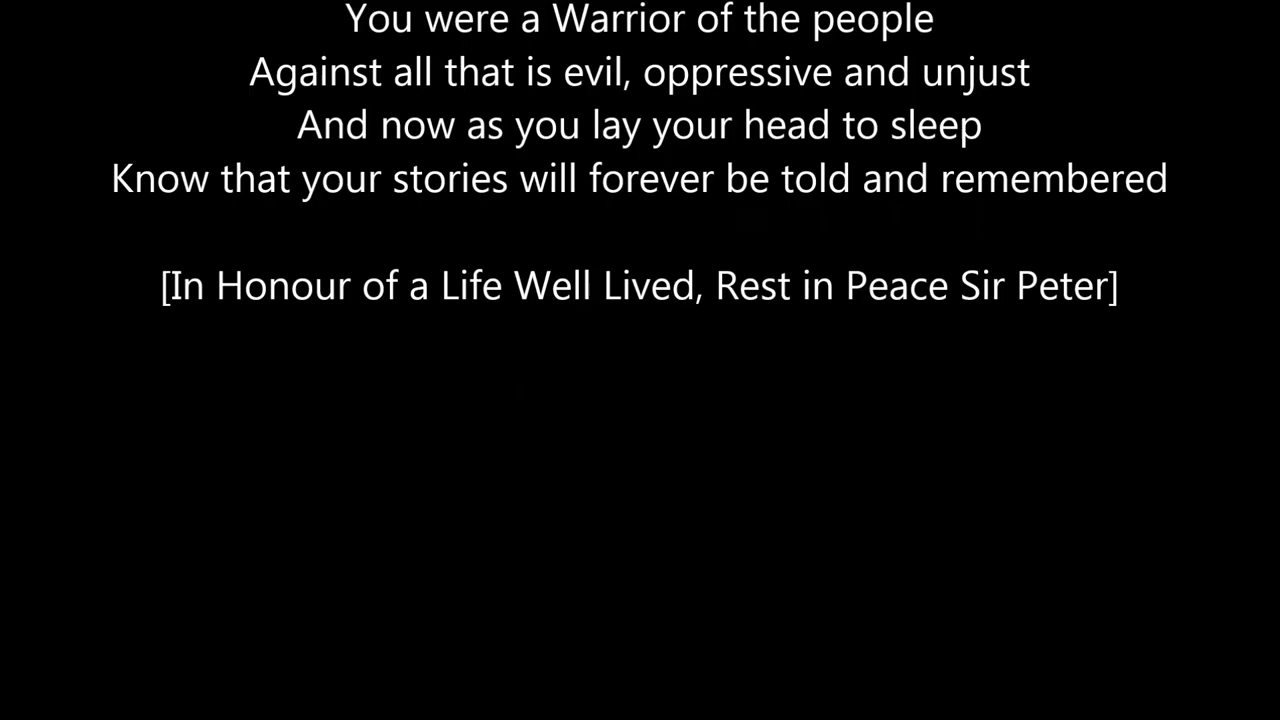 You were a Warrior of the people
Against all that is evil, oppressive and unjust
And now as you lay your head to sleep
Know that your stories will forever be told and remembered
[In Honour of a Life Well Lived, Rest in Peace Sir Peter]